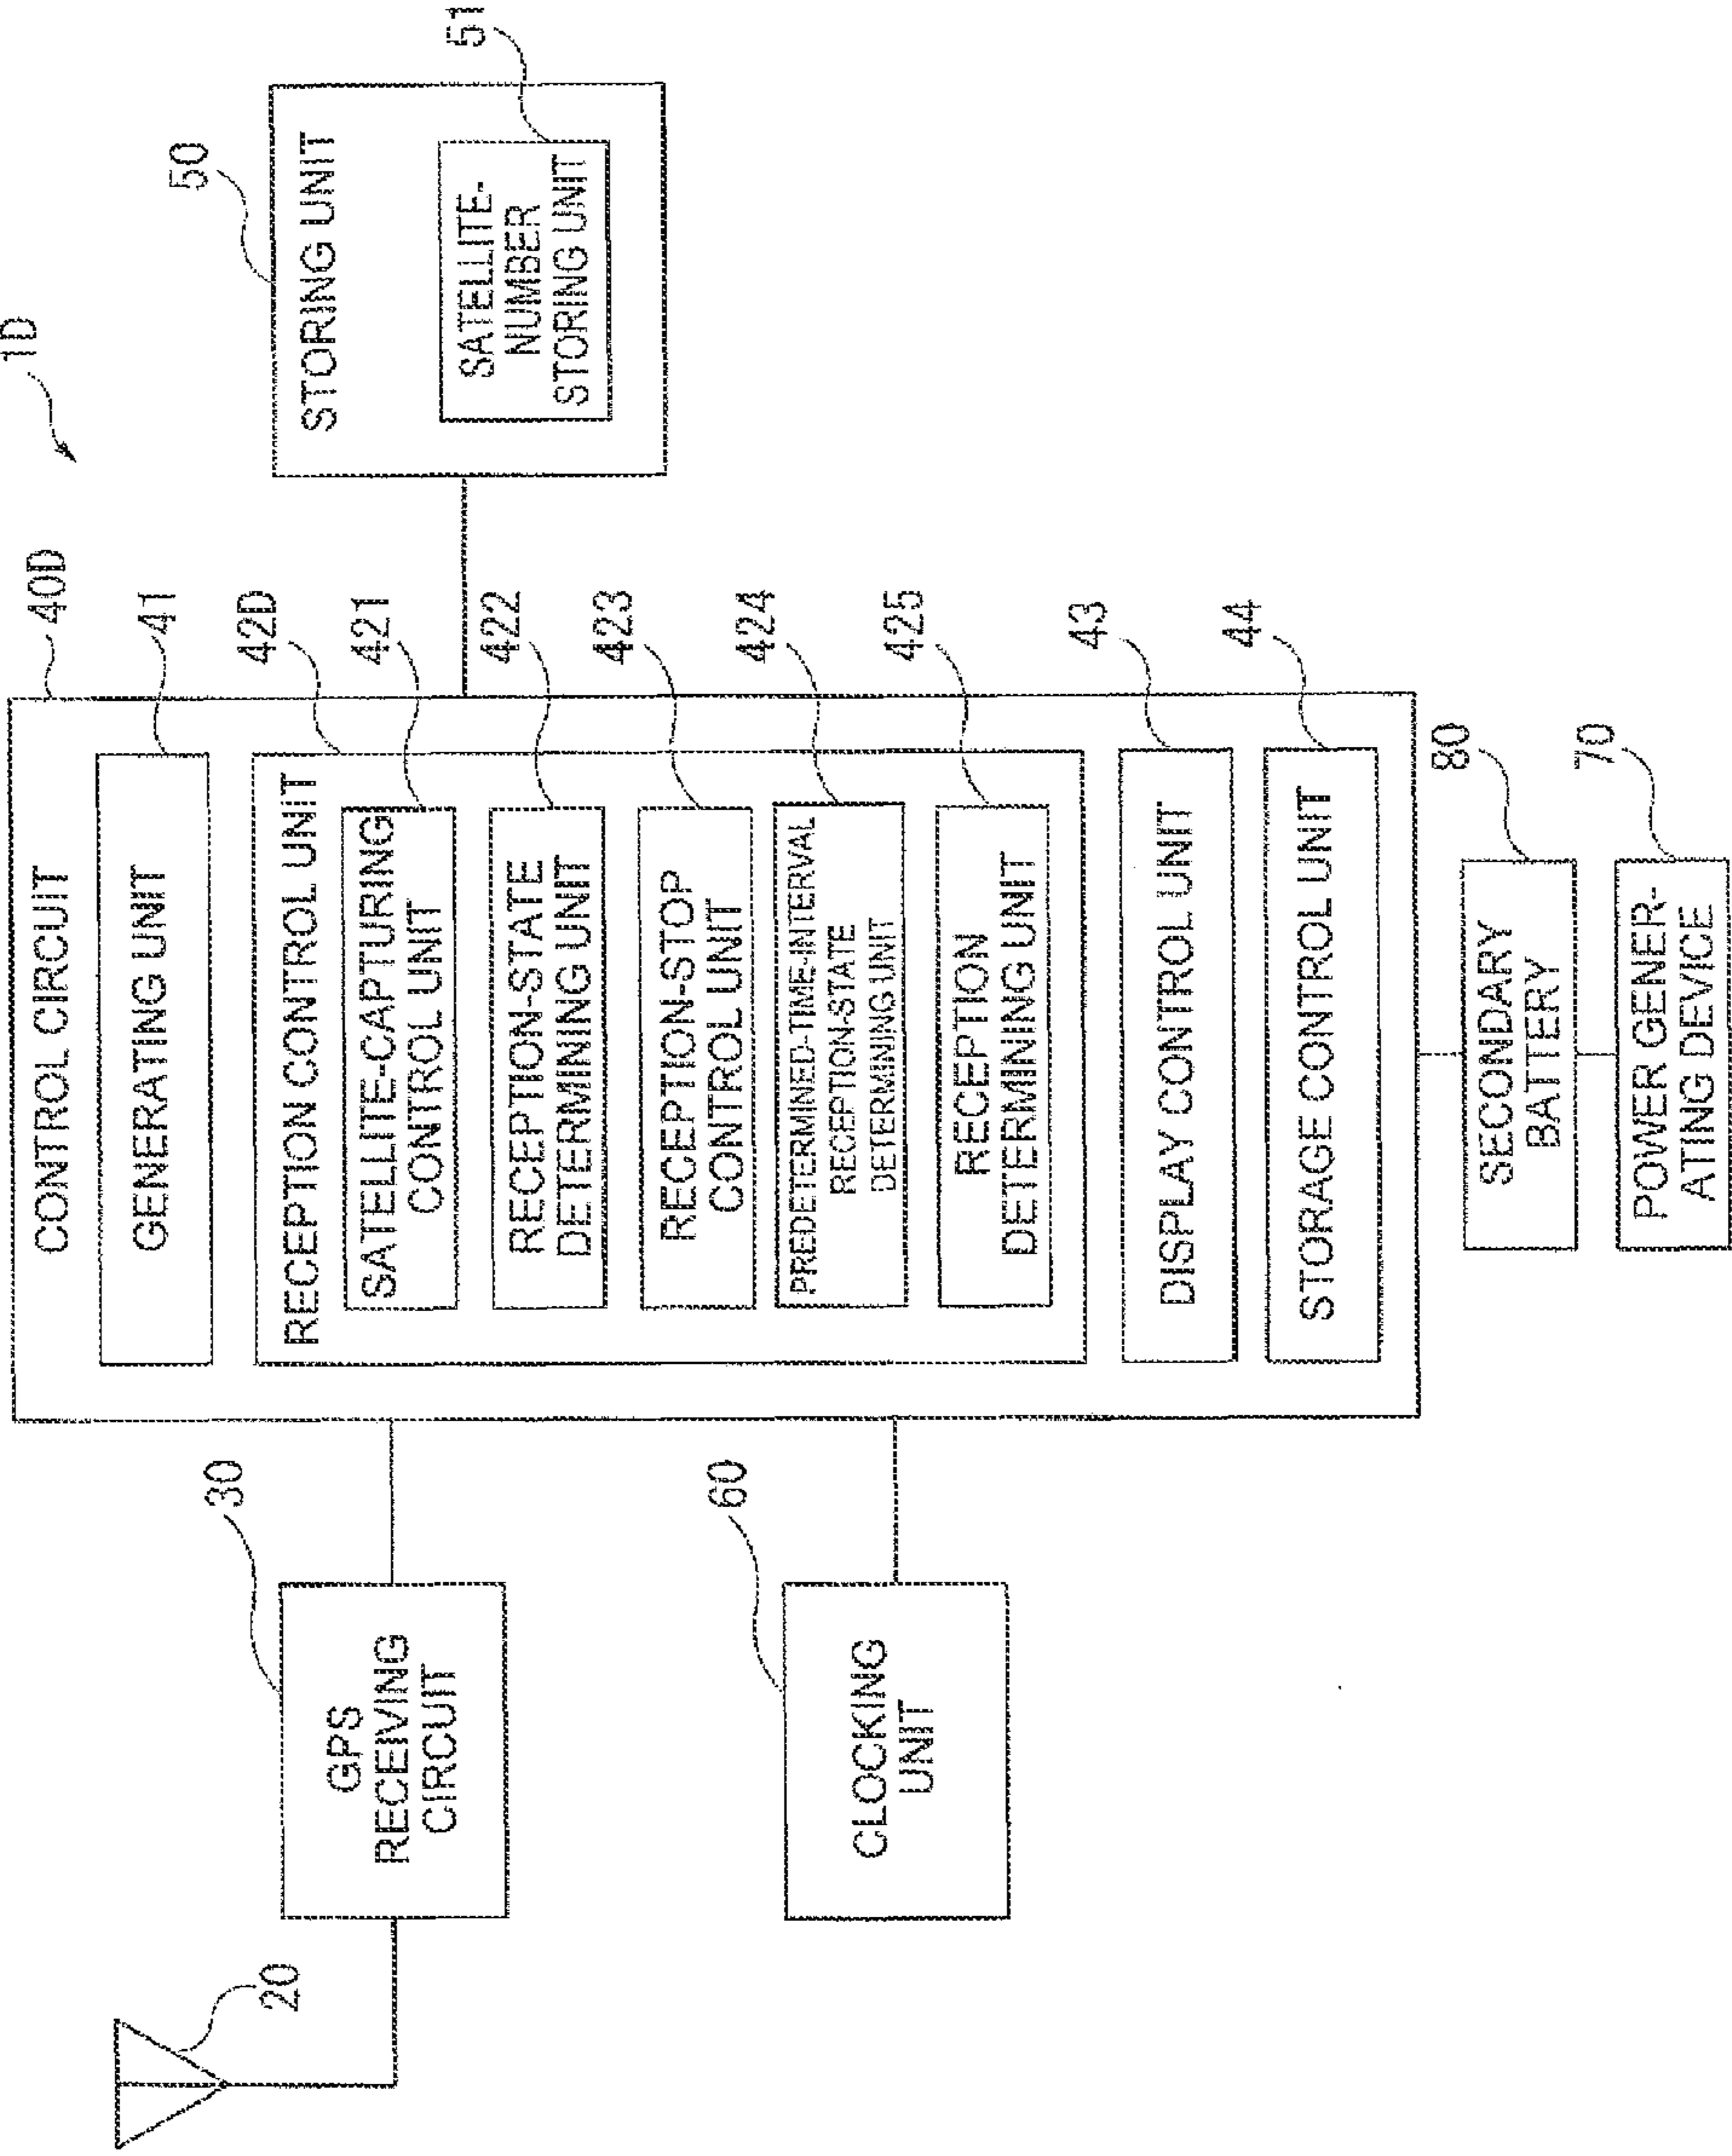 1D
20
30
GPS
RECEIVING
CIRCUIT
60
CLOCKING
UNIT
40D
CONTROL CIRCUIT
41
GENERATING UNIT
42D
RECEPTION CONTROL UNIT
421
SATELLITE-CAPTURING
CONTROL UNIT
422
RECEPTION-STATE
DETERMINING UNIT
423
RECEPTION-STOP
CONTROL UNIT
424
PREDETERMINED-TIME-INTERVAL
RECEPTION-STATE
DETERMINING UNIT
425
RECEPTION
DETERMINING UNIT
43
DISPLAY CONTROL UNIT
44
STORAGE CONTROL UNIT
50
STORING UNIT
51
SATELLITE-
NUMBER
STORING UNIT
80
SECONDARY
BATTERY
70
POWER GENER-
ATING DEVICE